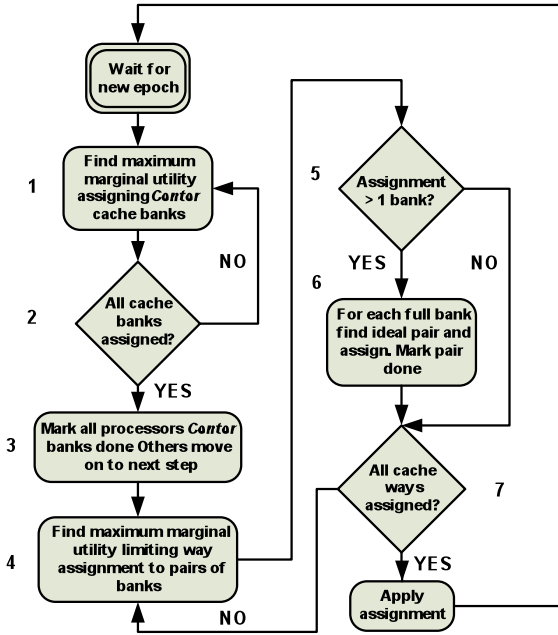 Wait for
new epoch
1
Find maximum
marginal utility
assigning Contor
cache banks
NO
2
All cache
banks
assigned?
YES
3
Mark all processors Contor
banks done Others move
on to next step
4
Find maximum marginal
utility limiting way
assignment to pairs of
banks
5
Assignment
> 1 bank?
YES
NO
6
For each full bank
find ideal pair and
assign. Mark pair
done
All cache
ways
assigned?
7
YES
NO
Apply
assignment